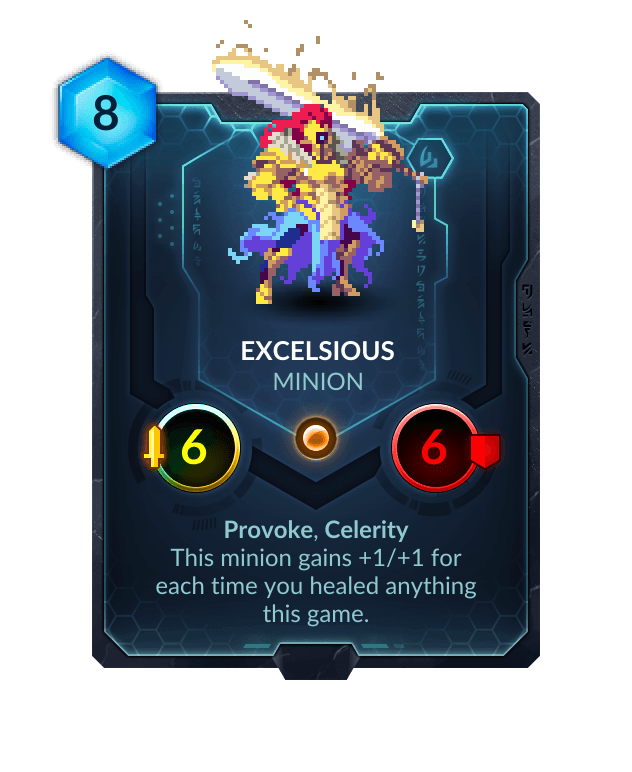 8
EXCELSIOUS
MINION
6
6
Provoke, Celerity
This minion gains +1/+1 for
each time you healed anything
this game.